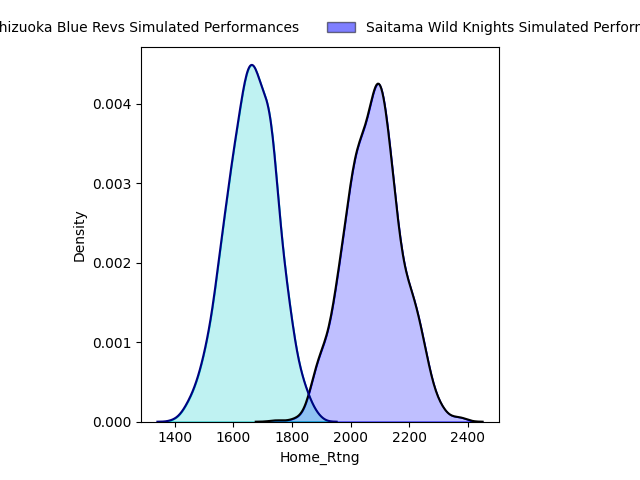 hizuoka Blue Revs Simulated Performances Saitama Wild Knights Simulated Perfor
0.004
0.003
Density
0.002
0.001
0.000
1400 1600 1800 2000 2200 2400
Home_Rtng